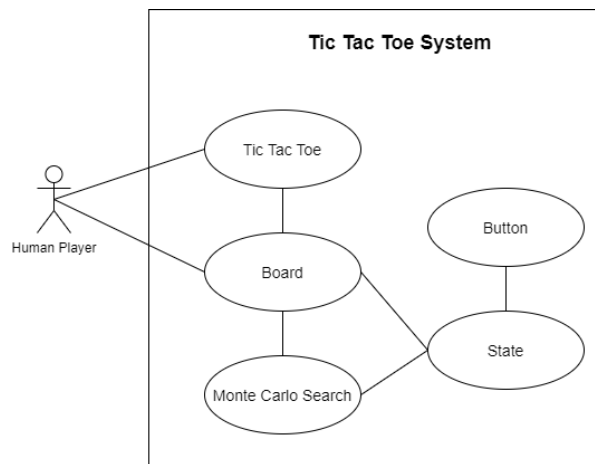 Tic Tac Toe System
Tic Tac Toe
Human Player
Button
Board
State
Monte Carlo Search